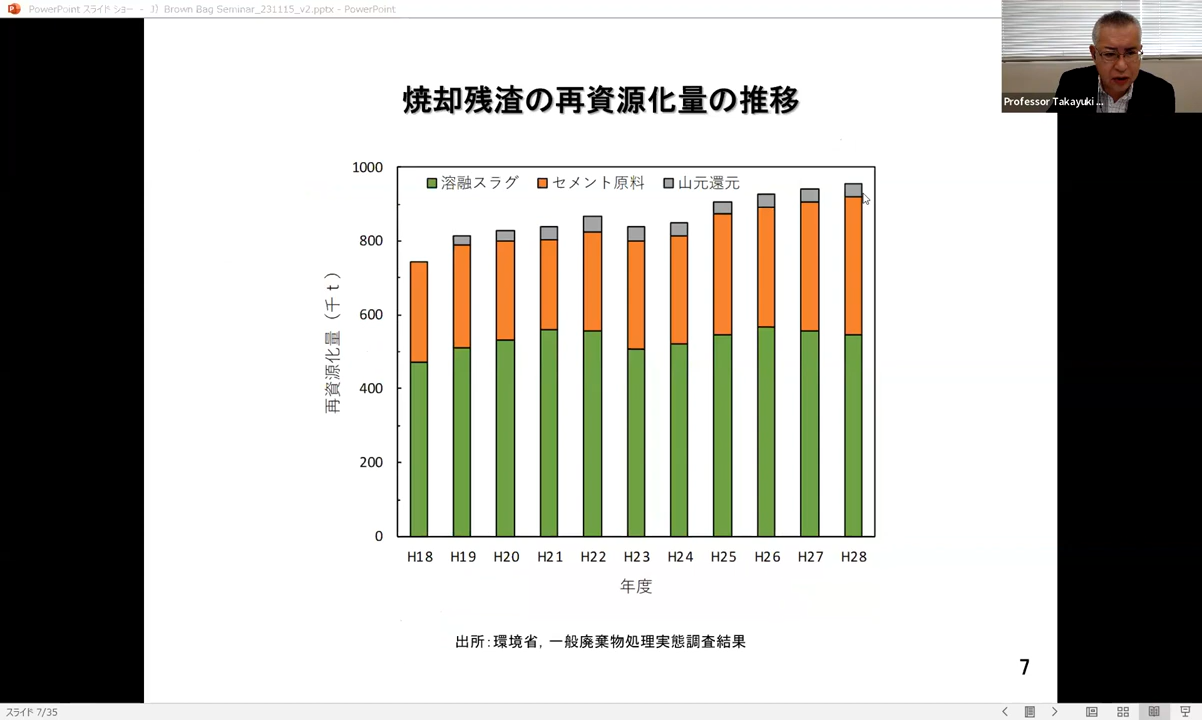 PowerPoint スライド ショー - J) Brown Bag Seminar_231115_v2.pptx - PowerPoint
Professor Takayuki ...
焼却残渣の再資源化量の推移
溶融スラグ セメント原料 山元還元
1000
800
600
400
200
0
再資源化量（千ｔ）
H18 H19 H20 H21 H22 H23 H24 H25 H26 H27 H28
年度
出所：環境省，一般廃棄物処理実態調査結果
7
スライド 7/35